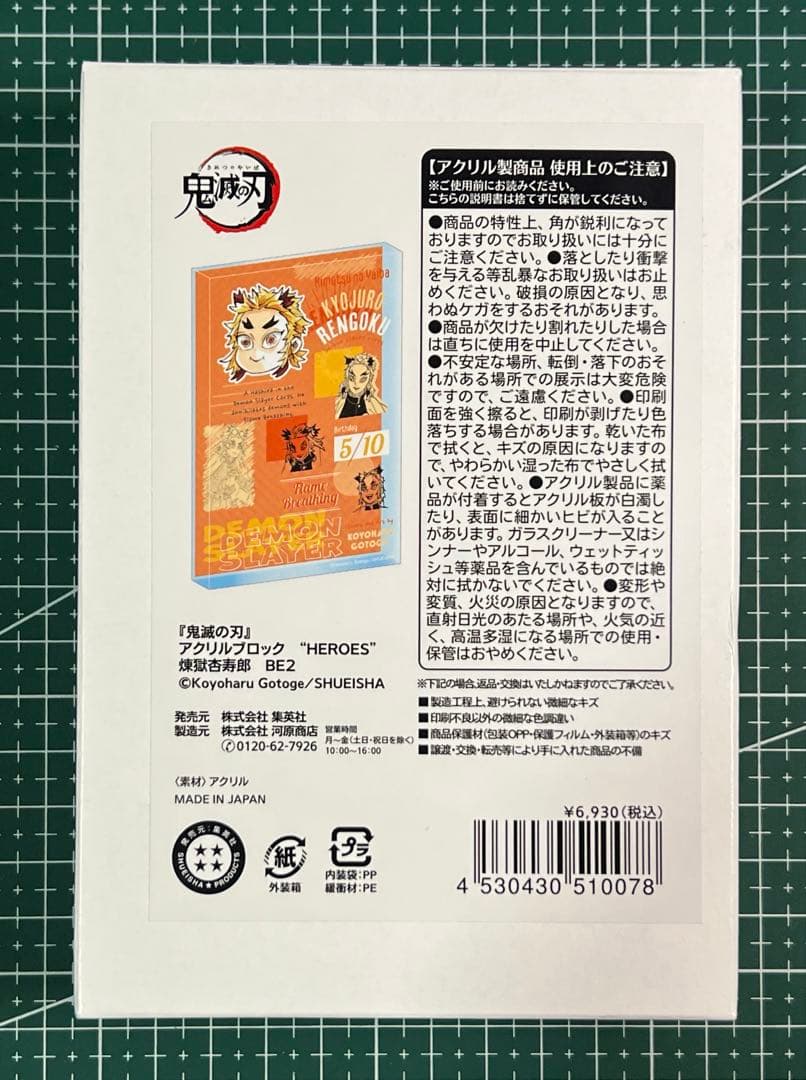 きめつのやいば
鬼滅の刃
Kimetsu no Yaiba
KYOJURO
RENGOKU
A Hashira in the
Demon Slayer Corps, he
annihilates demons with
Flame Breathing.
Birthday
5/10
Flame
Breathing
DEMON
SLAYER
DEMON
SLAYER
KOYOHARU
GOTOGE
『鬼滅の刃』
アクリルブロック “HEROES”
煉獄杏寿郎 BE2
©Koyoharu Gotoge/SHUEISHA
発売元 株式会社 集英社
製造元 株式会社 河原商店
0120-62-7926
営業時間
月〜金(土日・祝日を除く)
10:00〜16:00
〈素材〉アクリル
MADE IN JAPAN
発売元:集英社
SHUEISHA★PRODUCTS
紙
外装箱
プラ
内装袋:PP
緩衝材:PE
【アクリル製商品 使用上のご注意】
※ご使用前にお読みください。
こちらの説明書は捨てずに保管してください。
●商品の特性上、角が鋭利になって
おりますのでお取り扱いには十分に
ご注意ください。●落としたり衝撃
を与える等乱暴なお取り扱いはお止
めください。破損の原因となり、思
わぬケガをするおそれがあります。
●商品が欠けたり割れたりした場合
は直ちに使用を中止してください。
●不安定な場所、転倒・落下のおそ
れがある場所での展示は大変危険
ですので、ご遠慮ください。●印刷
面を強く擦ると、印刷が剥げたり色
落ちする場合があります。乾いた布
で拭くと、キズの原因になりますの
で、やわらかい湿った布でやさしく拭
いてください。●アクリル製品に薬
品が付着するとアクリル板が白濁し
たり、表面に細かいヒビが入ること
があります。ガラスクリーナー又はシ
ンナーやアルコール、ウェットティッ
シュ等薬品を含んでいるものでは絶
対に拭かないでください。●変形や
変質、火災の原因となりますので、
直射日光のあたる場所や、火気の近
く、高温多湿になる場所での使用・
保管はおやめください。
※下記の場合,返品・交換はいたしかねますのでご了承ください。
■製造工程上、避けられない微細なキズ
■印刷不良以外の微細な色調違い
■商品保護材(包装OPP・保護フィルム・外装箱等)のキズ
■譲渡・交換・転売等により手に入れた商品の不備
¥6,930(税込)
4 530430 510078